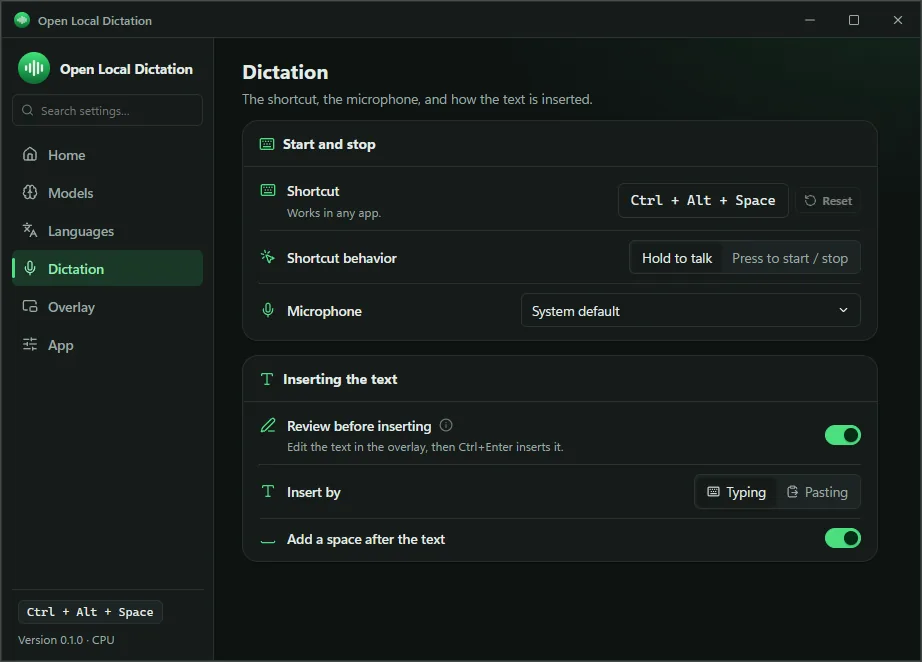 Open Local Dictation
Open Local Dictation
Search settings...
Home
Models
Languages
Dictation
Overlay
App
Ctrl + Alt + Space
Version 0.1.0 · CPU
Dictation
The shortcut, the microphone, and how the text is inserted.
Start and stop
Shortcut
Works in any app.
Ctrl + Alt + Space
Reset
Shortcut behavior
Hold to talk
Press to start / stop
Microphone
System default
Inserting the text
Review before inserting
Edit the text in the overlay, then Ctrl+Enter inserts it.
Insert by
Typing
Pasting
Add a space after the text